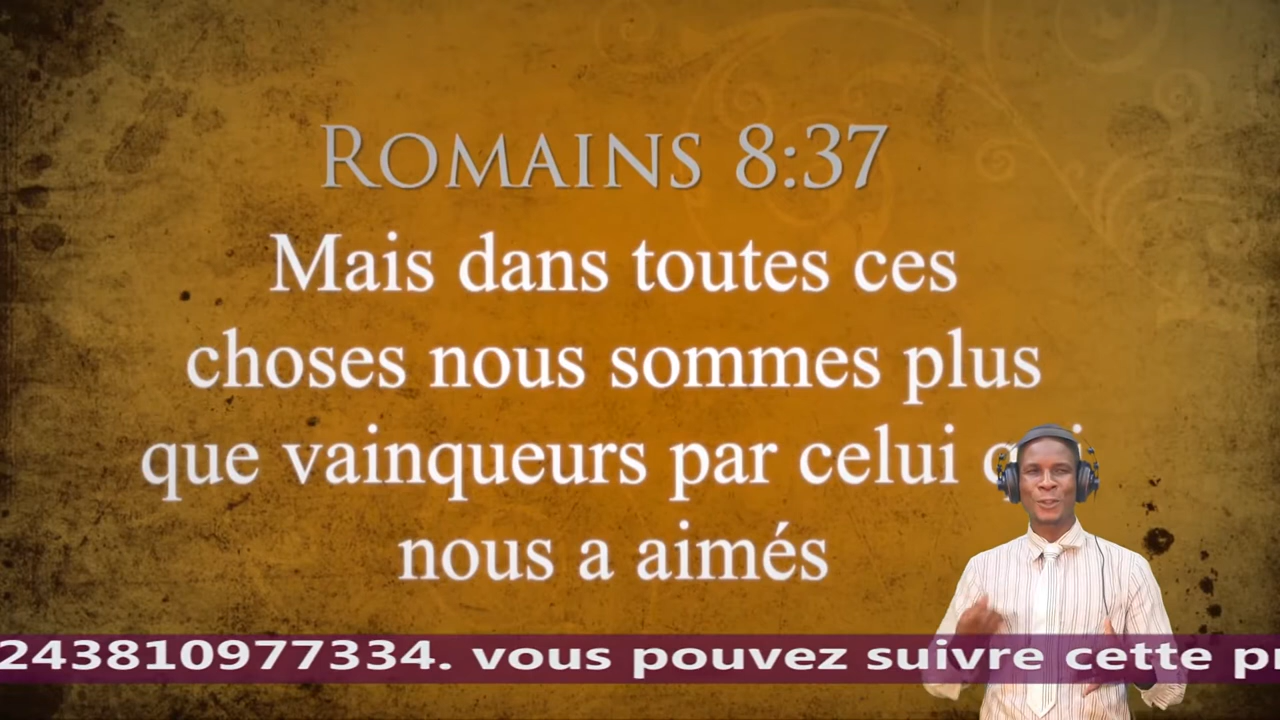 Romains 8:37
Mais dans toutes ces
choses nous sommes plus
que vainqueurs par celui
nous a aimés
243810977334. vous pouvez suivre cette